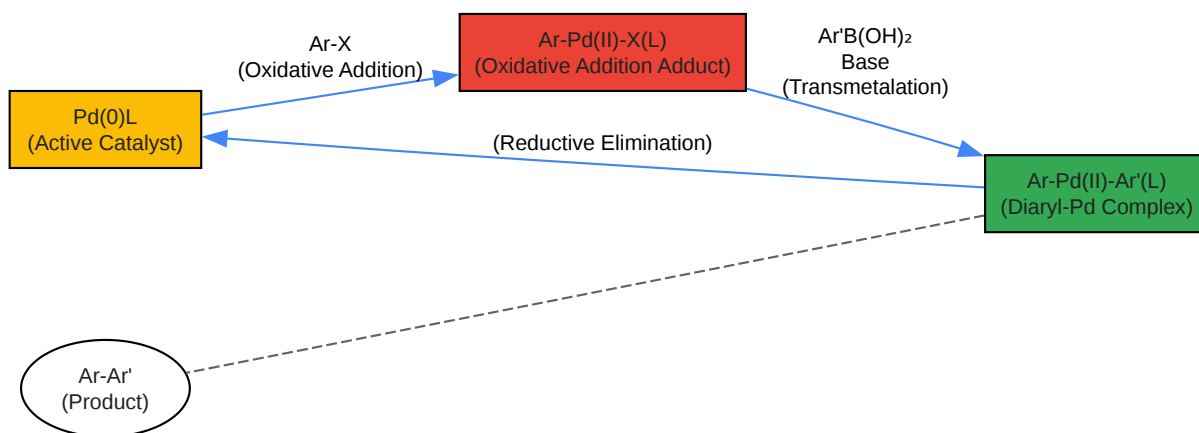 Ar-X
(Oxidative Addition)
Ar-Pd(II)-X(L)
(Oxidative Addition Adduct)
Ar'B(OH)₂
Base
(Transmetalation)
Pd(0)L
(Active Catalyst)
(Reductive Elimination)
Ar-Pd(II)-Ar'(L)
(Diaryl-Pd Complex)
Ar-Ar'
(Product)